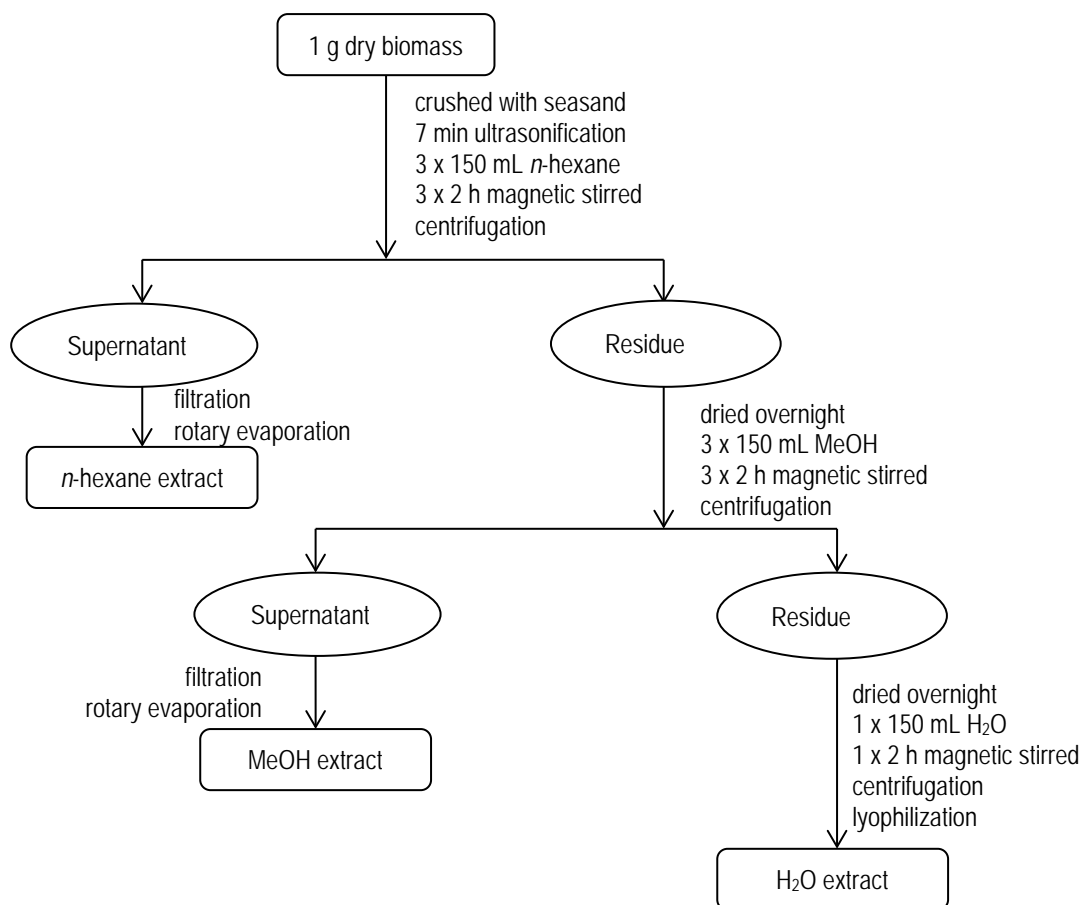 1 g dry biomass
crushed with seasand
7 min ultrasonification
3 x 150 mL n-hexane
3 x 2 h magnetic stirred
centrifugation
Supernatant
Residue
filtration
rotary evaporation
n-hexane extract
dried overnight
3 x 150 mL MeOH
3 x 2 h magnetic stirred
centrifugation
Supernatant
Residue
filtration
rotary evaporation
MeOH extract
dried overnight
1 x 150 mL H₂O
1 x 2 h magnetic stirred
centrifugation
lyophilization
H₂O extract